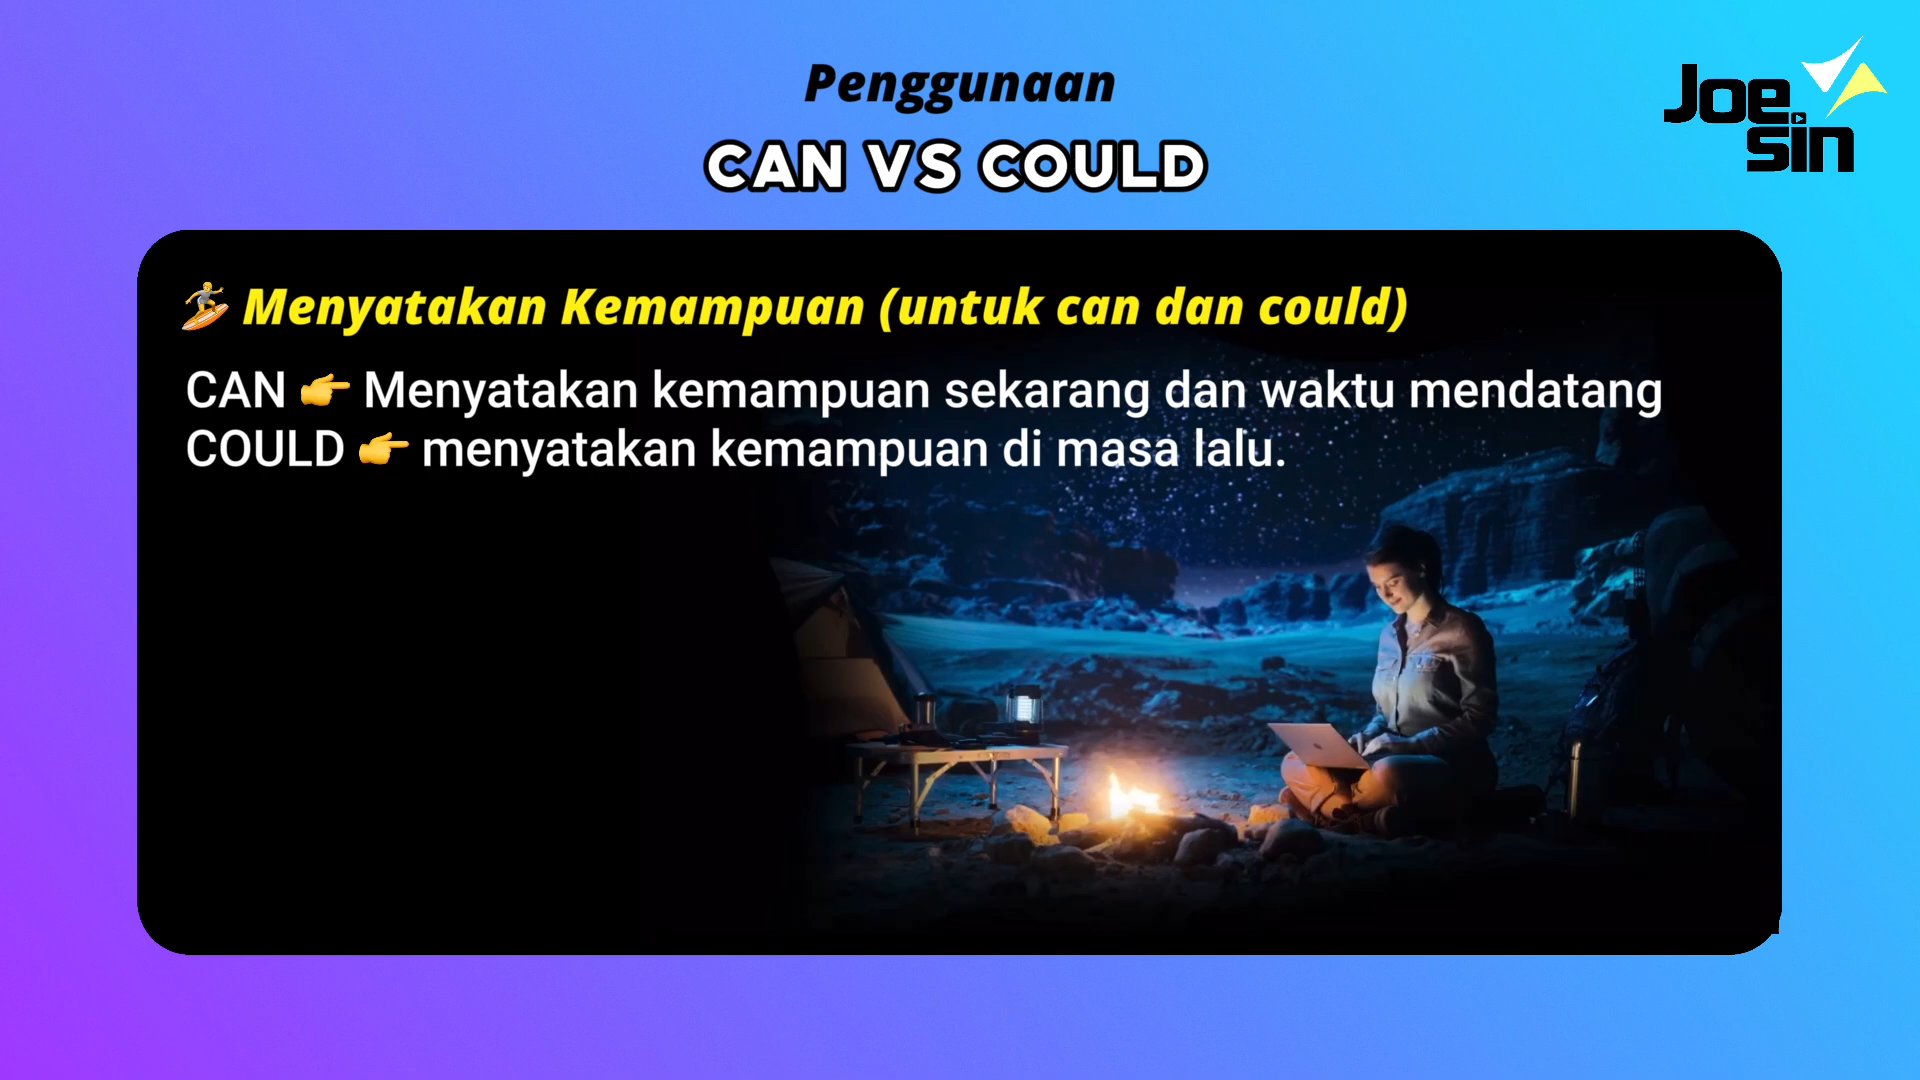 Penggunaan
CAN VS COULD
Joe
sin
🏄 Menyatakan Kemampuan (untuk can dan could)
CAN 👉 Menyatakan kemampuan sekarang dan waktu mendatang
COULD 👉 menyatakan kemampuan di masa lalu.